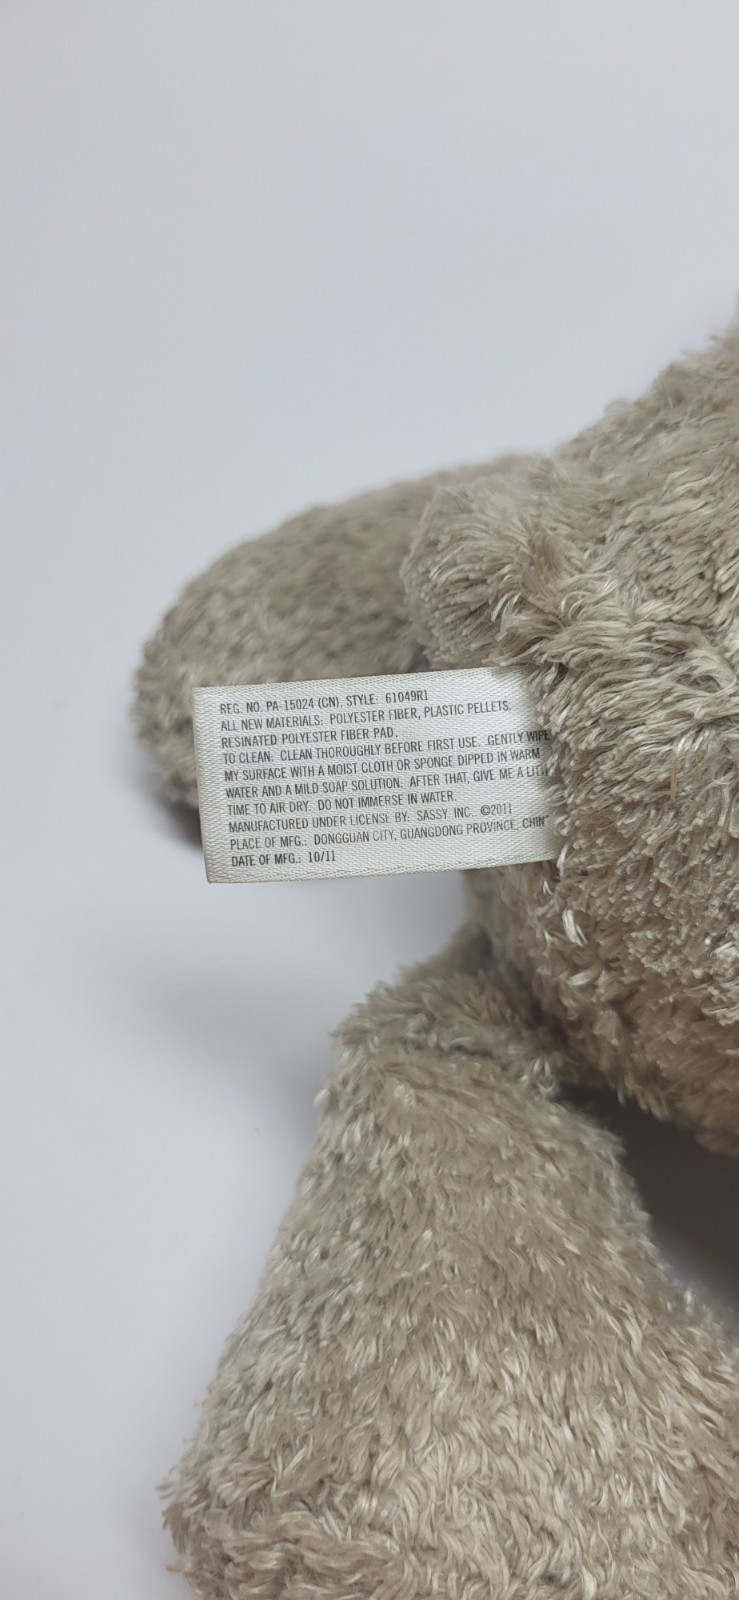 REG. NO. PA-15024 (CN). STYLE: 61049R1
ALL NEW MATERIALS: POLYESTER FIBER, PLASTIC PELLETS.
RESINATED POLYESTER FIBER PAD.
TO CLEAN: CLEAN THOROUGHLY BEFORE FIRST USE. GENTLY WIPE
MY SURFACE WITH A MOIST CLOTH OR SPONGE DIPPED IN WARM
WATER AND A MILD SOAP SOLUTION. AFTER THAT, GIVE ME A LITT
TIME TO AIR DRY. DO NOT IMMERSE IN WATER.
MANUFACTURED UNDER LICENSE BY: SASSY INC. ©2011
PLACE OF MFG.: DONGGUAN CITY, GUANGDONG PROVINCE, CHIN
DATE OF MFG.: 10/11